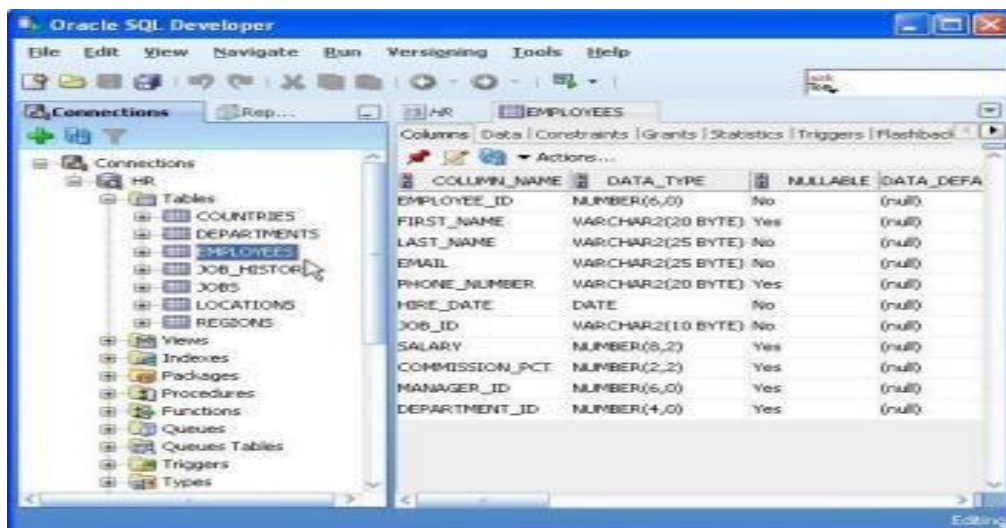 Oracle SQL Developer
File Edit View Navigate Run Versioning Tools Help
Connections
Rep...
Connections
HR
Tables
COUNTRIES
DEPARTMENTS
EMPLOYEES
JOB_HISTOR
JOBS
LOCATIONS
REGIONS
Views
Indexes
Packages
Procedures
Functions
Queues
Queues Tables
Triggers
Types
HR EMPLOYEES
Columns Data Constraints Grants Statistics Triggers Flashback
Actions...
COLUMN_NAME DATA_TYPE NULLABLE DATA_DEFA
EMPLOYEE_ID NUMBER(6,0) No (null)
FIRST_NAME VARCHAR2(20 BYTE) Yes (null)
LAST_NAME VARCHAR2(25 BYTE) No (null)
EMAIL VARCHAR2(25 BYTE) No (null)
PHONE_NUMBER VARCHAR2(20 BYTE) Yes (null)
HIRE_DATE DATE No (null)
JOB_ID VARCHAR2(10 BYTE) No (null)
SALARY NUMBER(8,2) Yes (null)
COMMISSION_PCT NUMBER(2,2) Yes (null)
MANAGER_ID NUMBER(6,0) Yes (null)
DEPARTMENT_ID NUMBER(4,0) Yes (null)
Editing